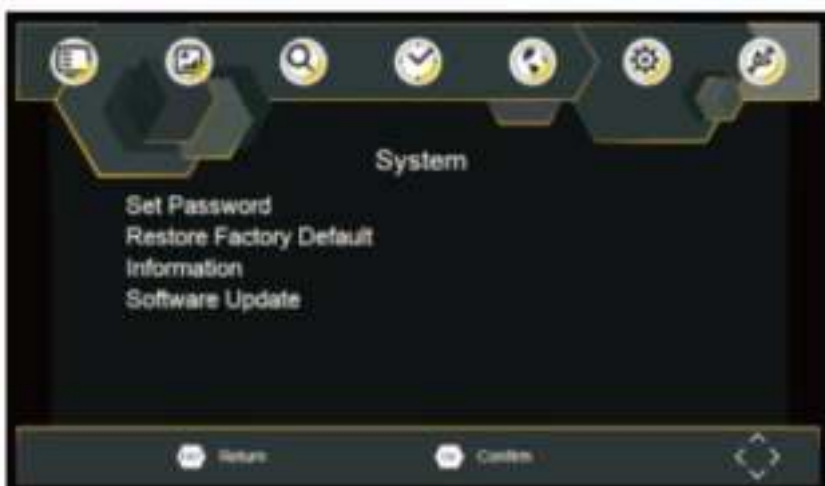 System
Set Password
Restore Factory Default
Information
Software Update
Return
Confirm